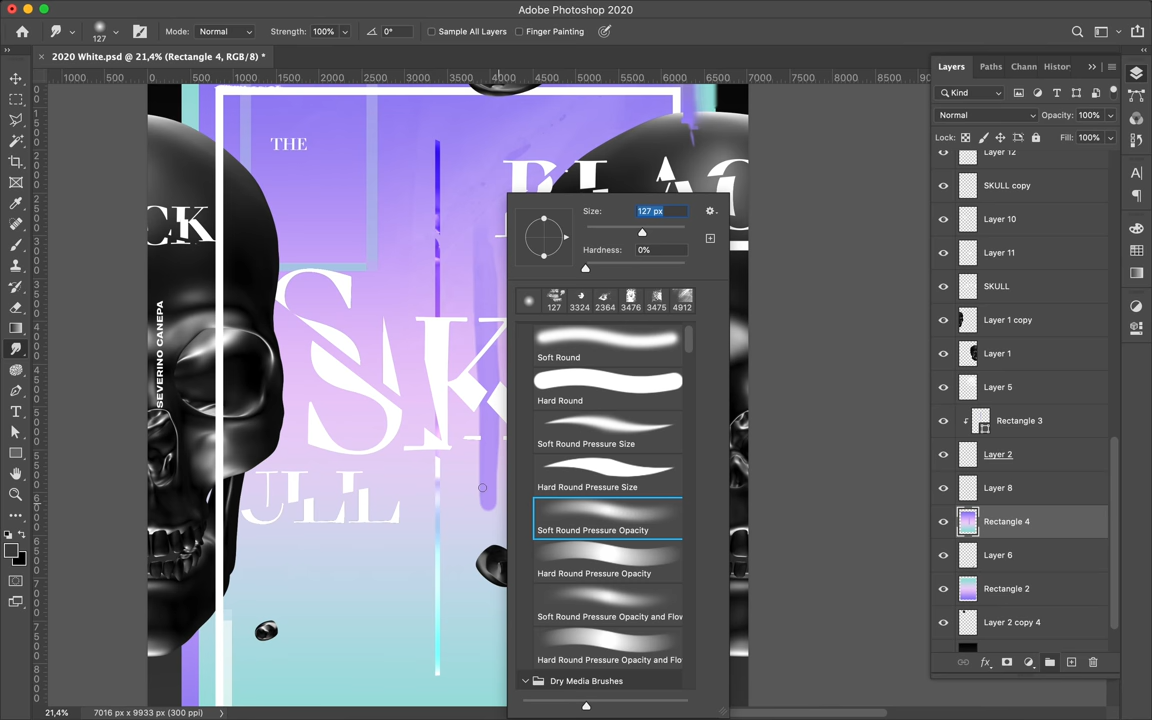 Adobe Photoshop 2020
127
Mode: Normal
Strength: 100%
0°
Sample All Layers
Finger Painting
2020 White.psd @ 21,4% (Rectangle 4, RGB/8) *
1000
500
0
500
1000
1500
2000
2500
3000
3500
4000
4500
5000
5500
6000
6500
7000
7500
8000
8500
THE
CK
SEVERINO CANEPA
SK
JLL
Size:
127 px
Hardness:
0%
127
3324
2364
3476
3475
4912
Soft Round
Hard Round
Soft Round Pressure Size
Hard Round Pressure Size
Soft Round Pressure Opacity
Hard Round Pressure Opacity
Soft Round Pressure Opacity and Flo
Hard Round Pressure Opacity and Flo
Dry Media Brushes
Layers
Paths
Chann
Histor
Kind
Normal
Opacity: 100%
Lock:
Fill: 100%
Layer 12
SKULL copy
Layer 10
Layer 11
SKULL
Layer 1 copy
Layer 1
Layer 5
Rectangle 3
Layer 2
Layer 8
Rectangle 4
Layer 6
Rectangle 2
Layer 2 copy 4
fx
21,4%
7016 px x 9933 px (300 ppi)